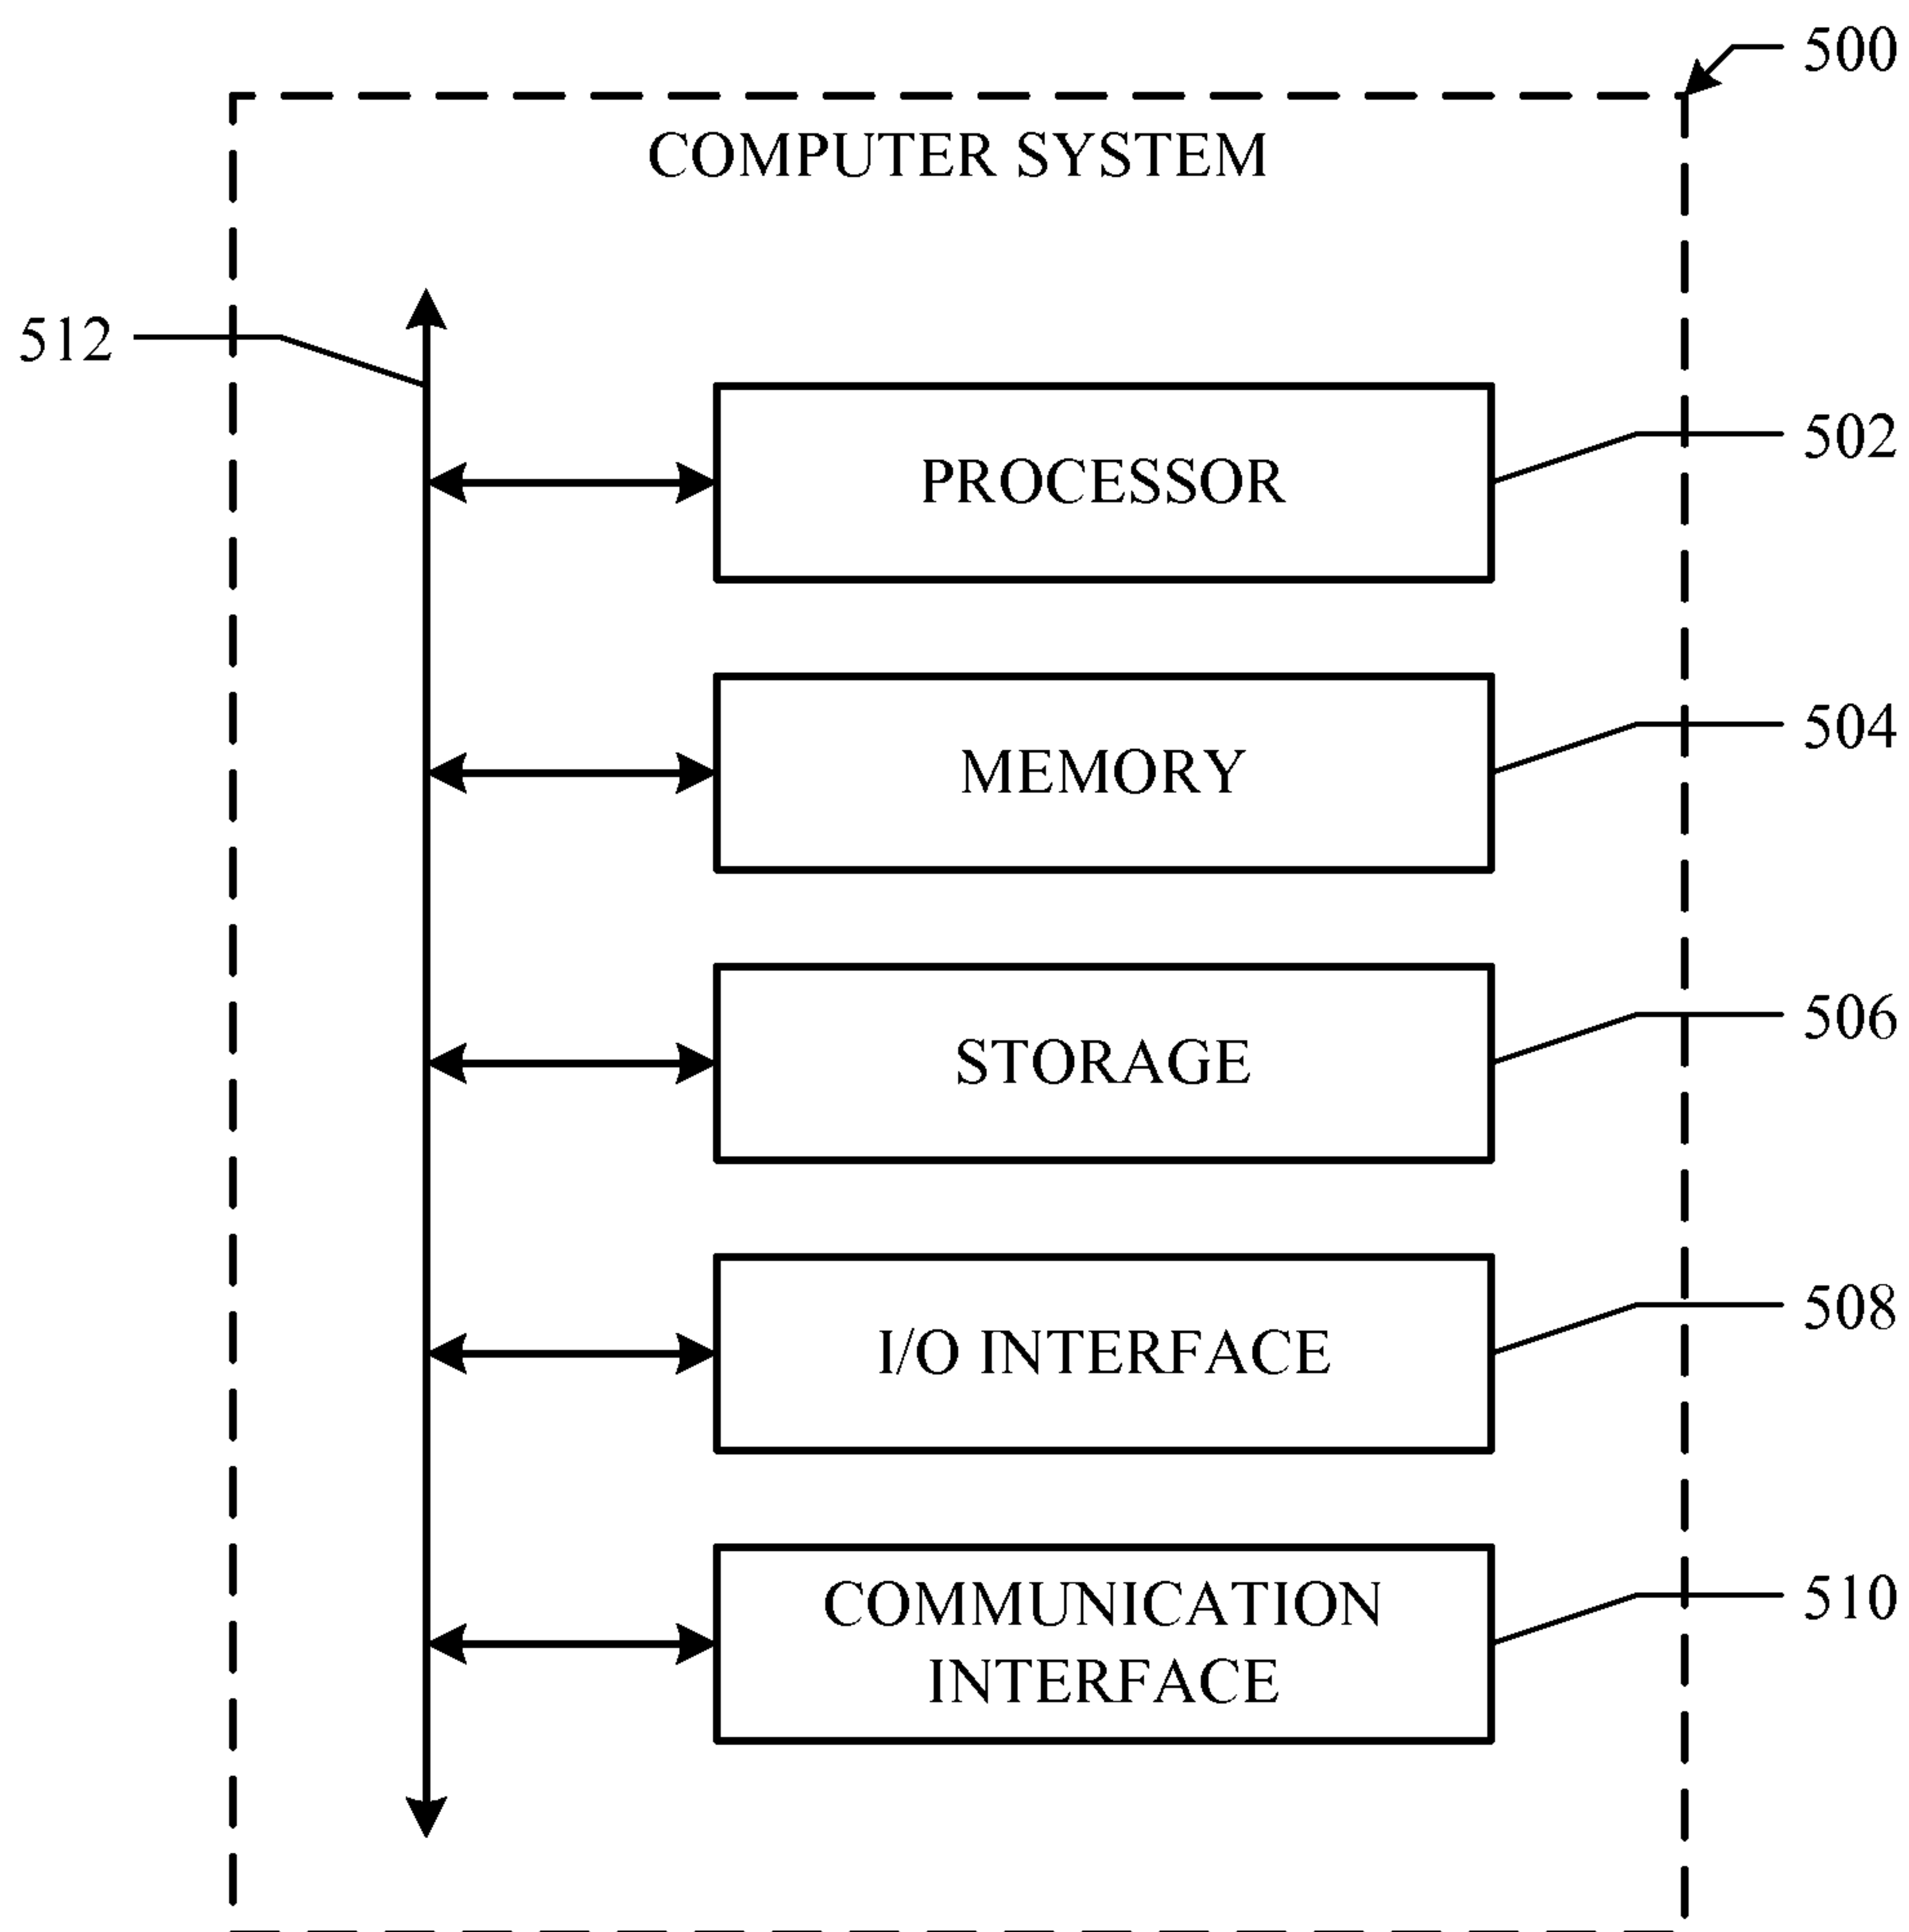 500
COMPUTER SYSTEM
512
502
PROCESSOR
504
MEMORY
506
STORAGE
508
I/O INTERFACE
510
COMMUNICATION
INTERFACE